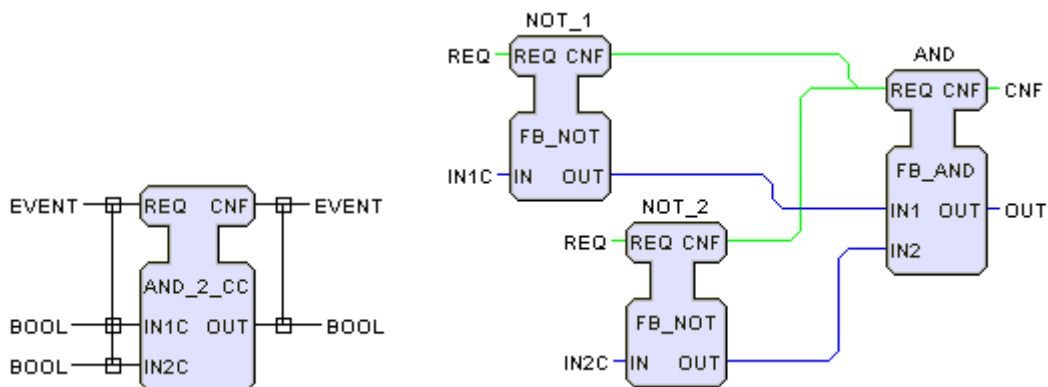 EVENT REQ CNF EVENT
AND_2_CC
BOOL IN1C OUT BOOL
BOOL IN2C
NOT_1
REQ REQ CNF
FB_NOT
IN1C IN OUT
NOT_2
REQ REQ CNF
FB_NOT
IN2C IN OUT
AND
REQ CNF CNF
FB_AND
IN1 OUT OUT
IN2